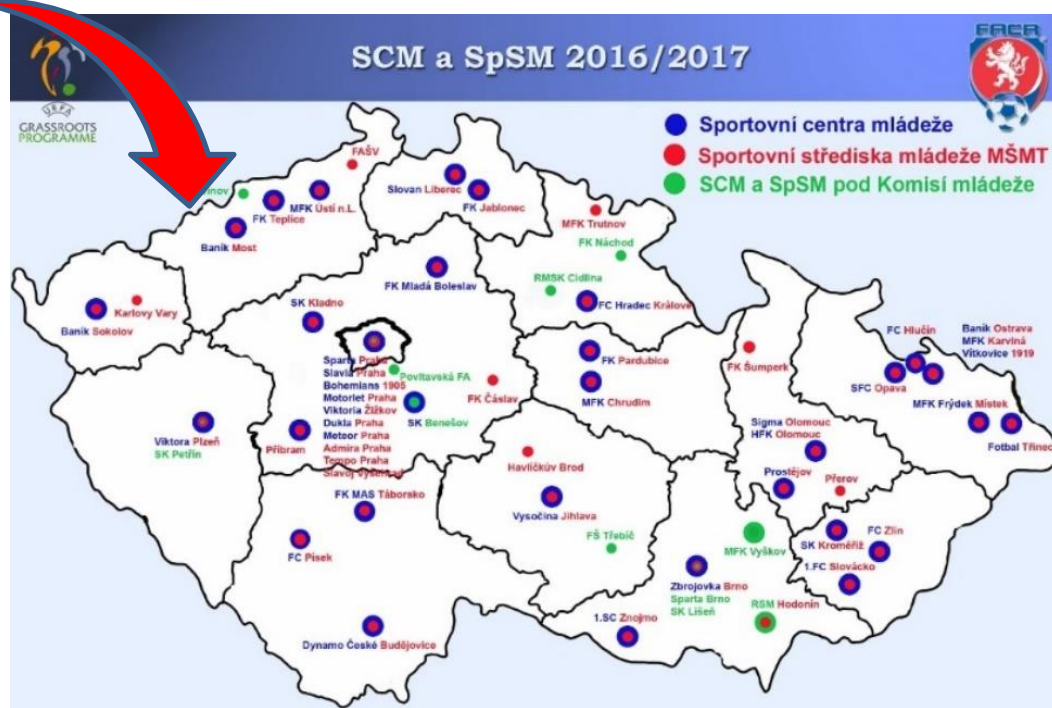 SCM a SpSM 2016/2017
FACR
UEFA
GRASSROOTS
PROGRAMME
Sportovní centra mládeže
Sportovní střediska mládeže MŠMT
SCM a SpSM pod Komisí mládeže
FAŠV
MFK Ústí n.L.
FK Teplice
Baník Most
Slovan Liberec
FK Jablonec
MFK Trutnov
FK Náchod
RMSK Cidlina
FC Hradec Králové
Karlovy Vary
Baník Sokolov
SK Kladno
FK Mladá Boleslav
Sparta Praha
Slavia Praha
Bohemians 1905
Motorlet Praha
Viktoria Žižkov
Dukla Praha
Meteor Praha
Admira Praha
Tempo Praha
Slavoj Vyšehrad
Povltavská FA
SK Benešov
FK Čáslav
Příbram
Viktora Plzeň
SK Petřín
FK Pardubice
MFK Chrudim
FK Šumperk
FC Hlučín
Baník Ostrava
MFK Karviná
Vítkovice 1919
SFC Opava
MFK Frýdek Místek
Fotbal Třinec
Sigma Olomouc
HFK Olomouc
Prostějov
Přerov
Havlíčkův Brod
Vysočina Jihlava
FŠ Třebíč
FK MAS Táborsko
FC Písek
Dynamo České Budějovice
MFK Vyškov
Zbrojovka Brno
Sparta Brno
SK Líšeň
RSM Hodonín
1.SC Znojmo
FC Zlín
SK Kroměříž
1.FC Slovácko